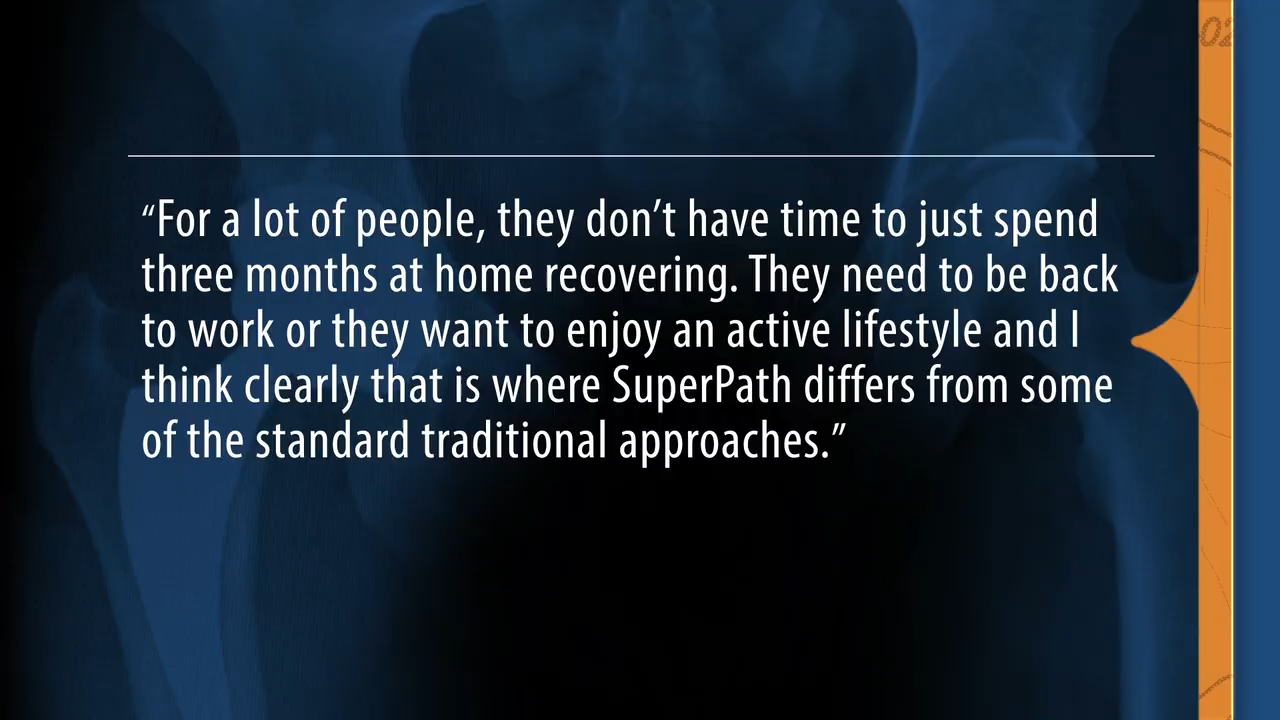 02
“For a lot of people, they don’t have time to just spend
three months at home recovering. They need to be back
to work or they want to enjoy an active lifestyle and I
think clearly that is where SuperPath differs from some
of the standard traditional approaches.”